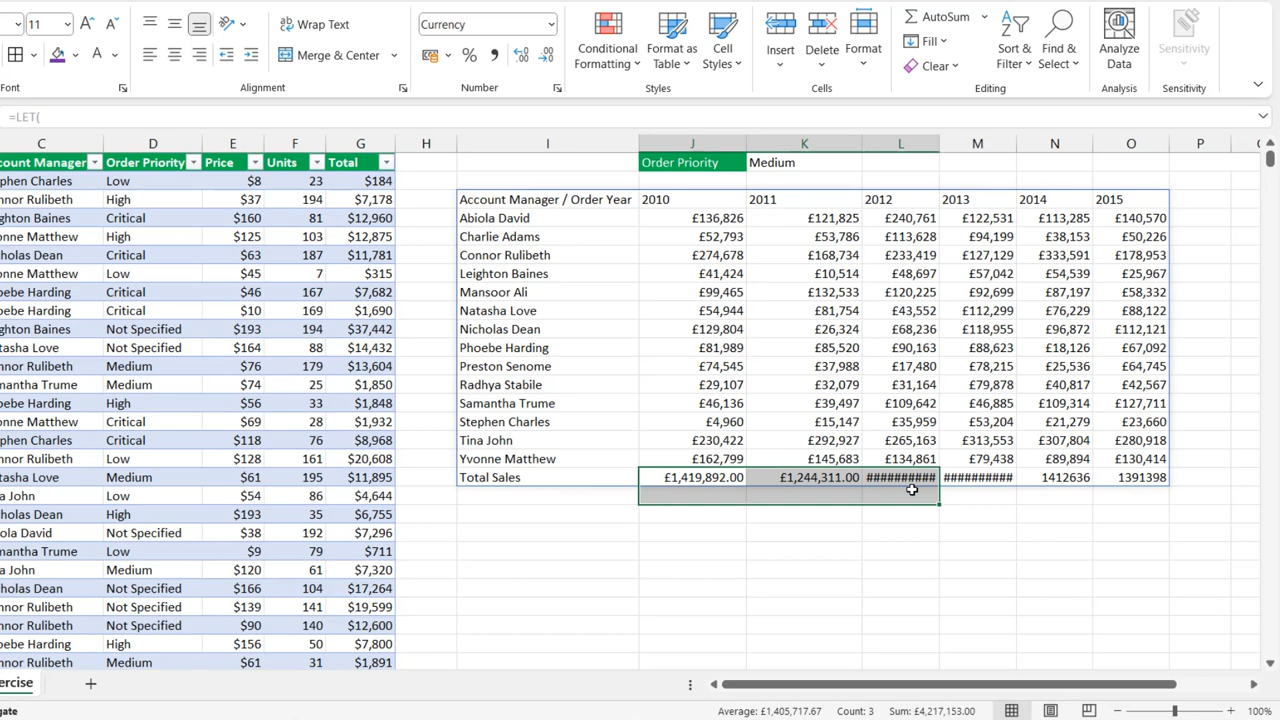 11 A A Wrap Text Currency AutoSum
Merge & Center % , Conditional Formatting Format as Table Cell Styles Insert Delete Format Fill Clear Sort & Filter Find & Select Analyze Data Sensitivity
Font Alignment Number Styles Cells Editing Analysis Sensitivity
=LET(
C D E F G H I J K L M N O P
count Manager Order Priority Price Units Total Order Priority Medium
phen Charles Low $8 23 $184
nnor Rulibeth High $37 194 $7,178 Account Manager / Order Year 2010 2011 2012 2013 2014 2015
ghton Baines Critical $160 81 $12,960 Abiola David £136,826 £121,825 £240,761 £122,531 £113,285 £140,570
onne Matthew High $125 103 $12,875 Charlie Adams £52,793 £53,786 £113,628 £94,199 £38,153 £50,226
holas Dean Critical $63 187 $11,781 Connor Rulibeth £274,678 £168,734 £233,419 £127,129 £333,591 £178,953
onne Matthew Low $45 7 $315 Leighton Baines £41,424 £10,514 £48,697 £57,042 £54,539 £25,967
oebe Harding Critical $46 167 $7,682 Mansoor Ali £99,465 £132,533 £120,225 £92,699 £87,197 £58,332
oebe Harding Critical $10 169 $1,690 Natasha Love £54,944 £81,754 £43,552 £112,299 £76,229 £88,122
ghton Baines Not Specified $193 194 $37,442 Nicholas Dean £129,804 £26,324 £68,236 £118,955 £96,872 £112,121
tasha Love Not Specified $164 88 $14,432 Phoebe Harding £81,989 £85,520 £90,163 £88,623 £18,126 £67,092
nnor Rulibeth Medium $76 179 $13,604 Preston Senome £74,545 £37,988 £17,480 £78,215 £25,536 £64,745
mantha Trume Medium $74 25 $1,850 Radhya Stabile £29,107 £32,079 £31,164 £79,878 £40,817 £42,567
oebe Harding High $56 33 $1,848 Samantha Trume £46,136 £39,497 £109,642 £46,885 £109,314 £127,711
onne Matthew Critical $69 28 $1,932 Stephen Charles £4,960 £15,147 £35,959 £53,204 £21,279 £23,660
phen Charles Critical $118 76 $8,968 Tina John £230,422 £292,927 £265,163 £313,553 £307,804 £280,918
nnor Rulibeth Low $128 161 $20,608 Yvonne Matthew £162,799 £145,683 £134,861 £79,438 £89,894 £130,414
tasha Love Medium $61 195 $11,895 Total Sales £1,419,892.00 £1,244,311.00 ########## ########## 1412636 1391398
a John Low $54 86 $4,644
holas Dean High $193 35 $6,755
iola David Not Specified $38 192 $7,296
mantha Trume Low $9 79 $711
a John Medium $120 61 $7,320
holas Dean Not Specified $166 104 $17,264
nnor Rulibeth Not Specified $139 141 $19,599
nnor Rulibeth Not Specified $90 140 $12,600
oebe Harding High $156 50 $7,800
nnor Rulibeth Medium $61 31 $1,891
ercise
gate Average: £1,405,717.67 Count: 3 Sum: £4,217,153.00 100%